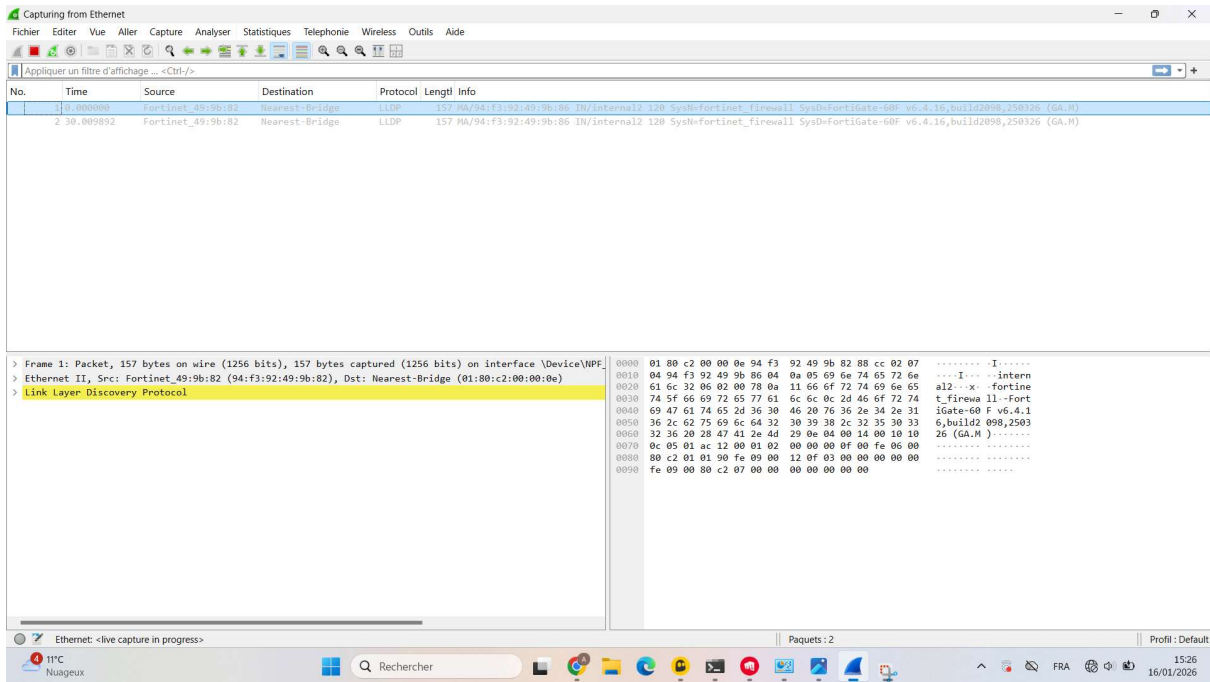 Capturing from Ethernet
Fichier Editer Vue Aller Capture Analyser Statistiques Telephonie Wireless Outils Aide
Appliquer un filtre d'affichage ... <Ctrl-/>
No. Time Source Destination Protocol Length Info
1 0.000000 Fortinet_49:9b:82 Nearest-Bridge LLDP 157 MA/94:f3:92:49:9b:86 IN/internal2 120 SysN=fortinet_firewall SysD=FortiGate-60F v6.4.16,build2098,250326 (GA.M)
2 30.009892 Fortinet_49:9b:82 Nearest-Bridge LLDP 157 MA/94:f3:92:49:9b:86 IN/internal2 120 SysN=fortinet_firewall SysD=FortiGate-60F v6.4.16,build2098,250326 (GA.M)
> Frame 1: Packet, 157 bytes on wire (1256 bits), 157 bytes captured (1256 bits) on interface \Device\NPF_
> Ethernet II, Src: Fortinet_49:9b:82 (94:f3:92:49:9b:82), Dst: Nearest-Bridge (01:80:c2:00:00:0e)
> Link Layer Discovery Protocol
0000 01 80 c2 00 00 0e 94 f3 92 49 9b 82 88 cc 02 07 ········ ·I······
0010 04 94 f3 92 49 9b 86 04 0a 05 69 6e 74 65 72 6e ····I··· ··intern
0020 61 6c 32 06 02 00 78 0a 11 66 6f 72 74 69 6e 65 al2···x· ·fortine
0030 74 5f 66 69 72 65 77 61 6c 6c 0c 2d 46 6f 72 74 t_firewa ll·-Fort
0040 69 47 61 74 65 2d 36 30 46 20 76 36 2e 34 2e 31 iGate-60 F v6.4.1
0050 36 2c 62 75 69 6c 64 32 30 39 38 2c 32 35 30 33 6,build2 098,2503
0060 32 36 20 28 47 41 2e 4d 29 0e 04 00 14 00 10 10 26 (GA.M )·······
0070 0c 05 01 ac 12 00 01 02 00 00 00 0f 00 fe 06 00 ········ ········
0080 80 c2 01 01 90 fe 09 00 12 0f 03 00 00 00 00 00 ········ ········
0090 fe 09 00 80 c2 07 00 00 00 00 00 00 00 ········ ·····
Ethernet: <live capture in progress> Paquets : 2 Profil : Default
4 11°C
Nuageux
Rechercher
FRA
15:26
16/01/2026